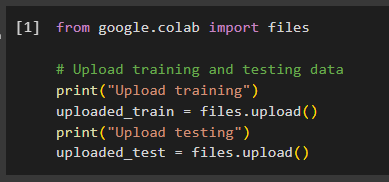 [1] from google.colab import files
# Upload training and testing data
print("Upload training")
uploaded_train = files.upload()
print("Upload testing")
uploaded_test = files.upload()